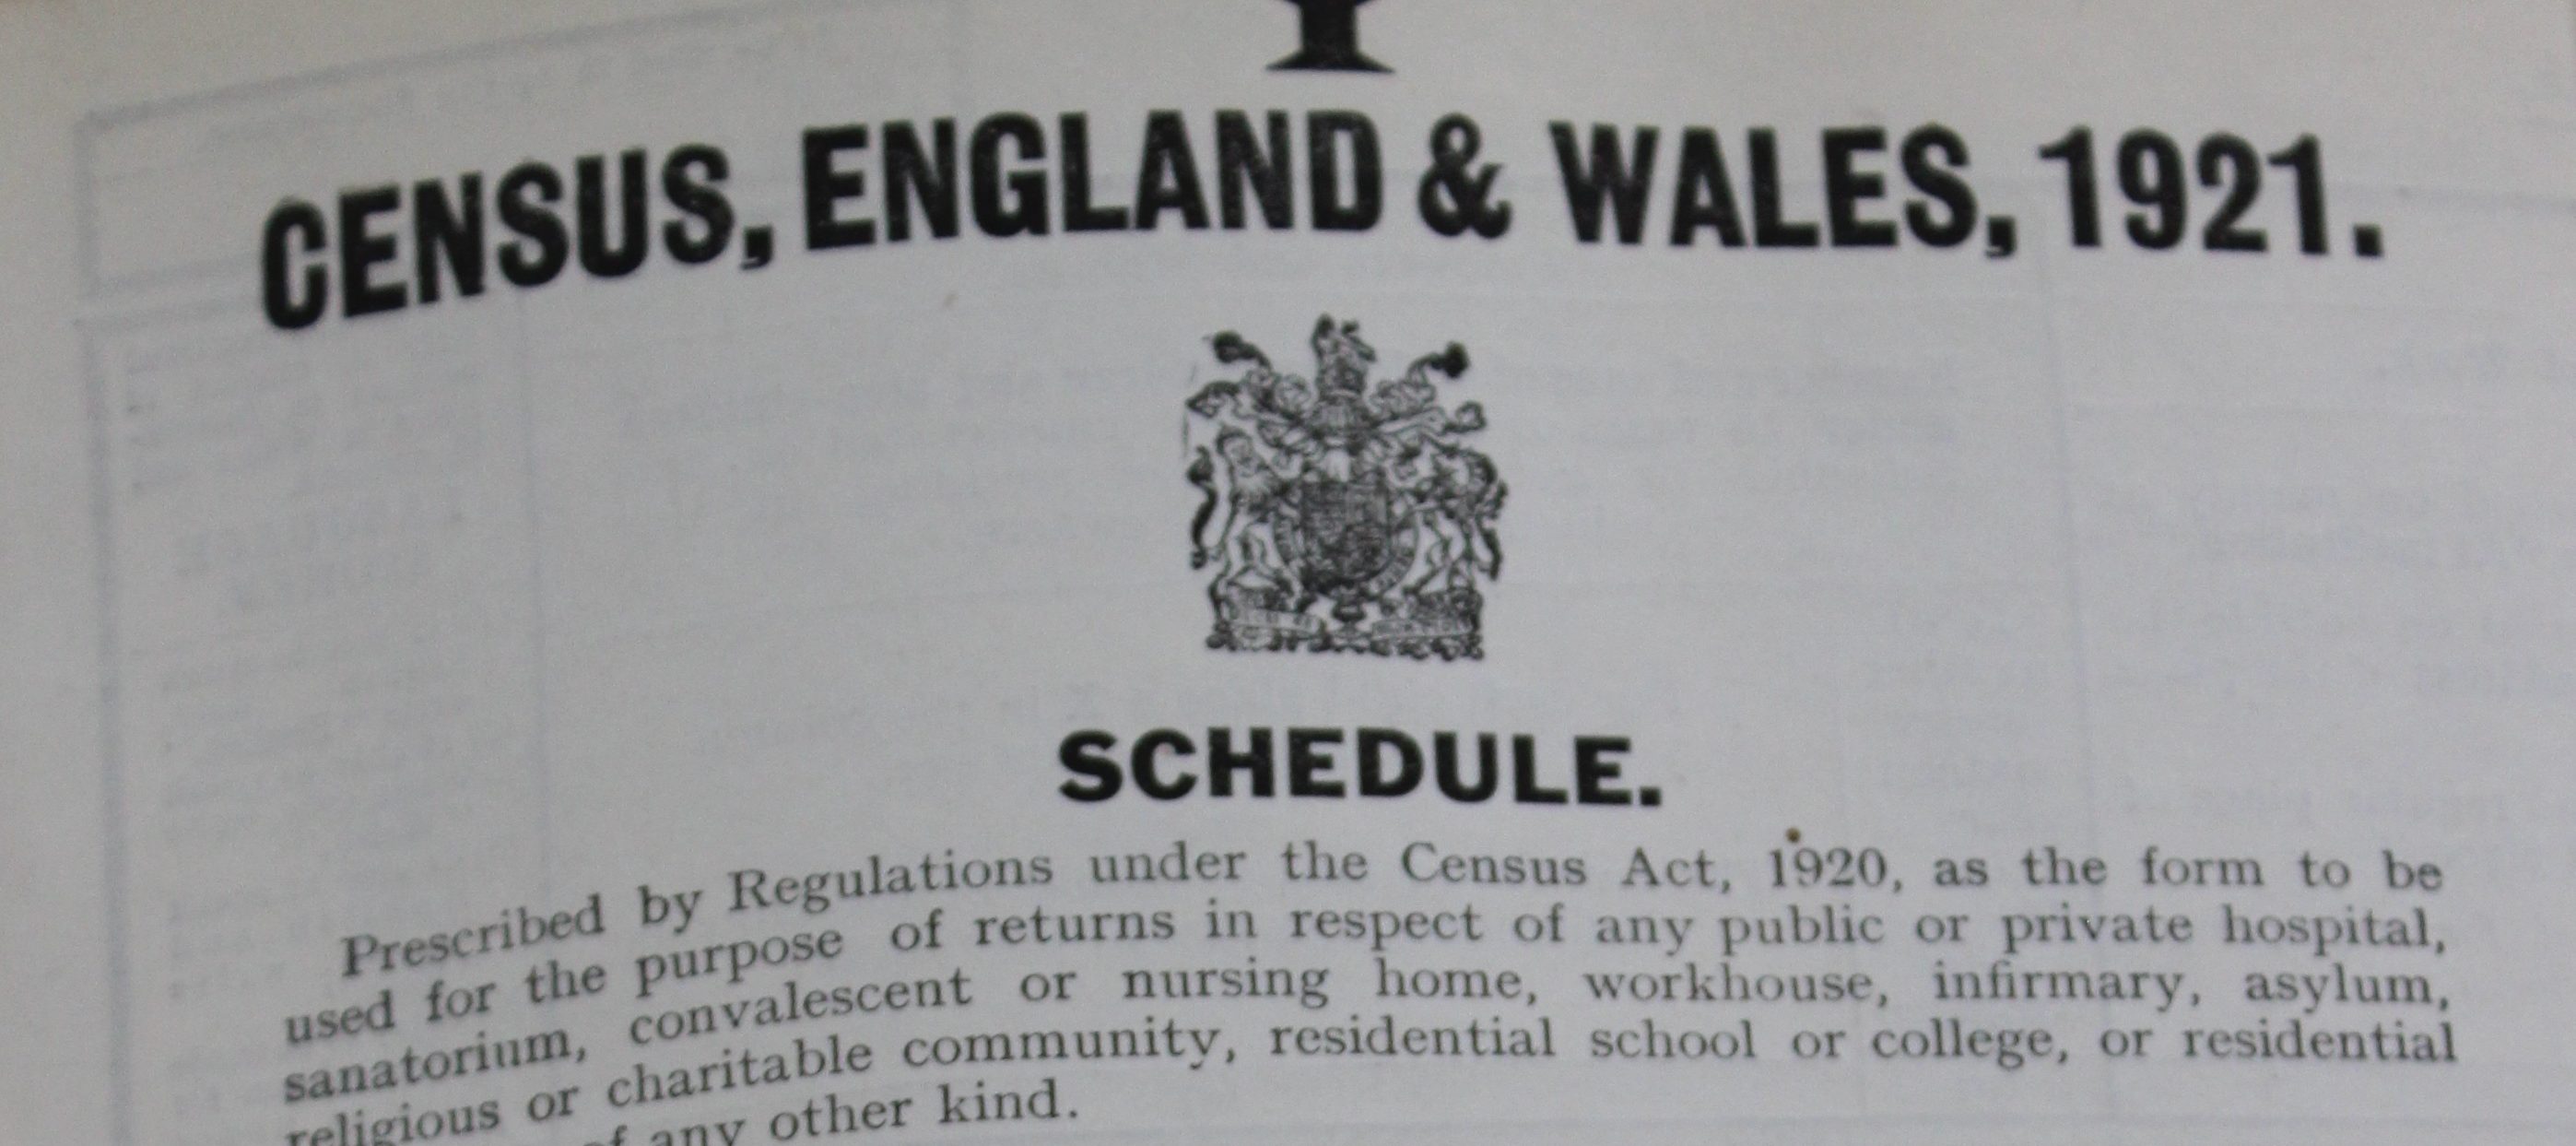 CENSUS, ENGLAND & WALES, 1921.
SCHEDULE.
Prescribed by Regulations under the Census Act, 1920, as the form to be
used for the purpose of returns in respect of any public or private hospital,
sanatorium, convalescent or nursing home, workhouse, infirmary, asylum,
religious or charitable community, residential school or college, or residential
of any other kind.